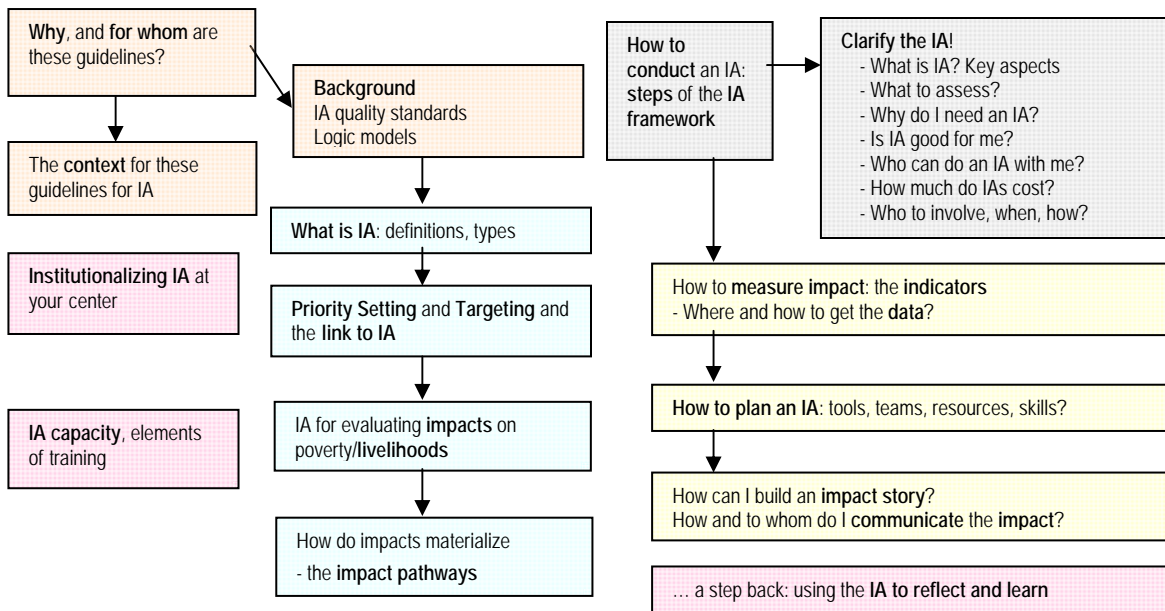 Why, and for whom are
these guidelines?
The context for these
guidelines for IA
Institutionalizing IA at
your center
IA capacity, elements
of training
Background
IA quality standards
Logic models
What is IA: definitions, types
Priority Setting and Targeting and
the link to IA
IA for evaluating impacts on
poverty/livelihoods
How do impacts materialize
- the impact pathways
How to
conduct an IA:
steps of the IA
framework
Clarify the IA!
- What is IA? Key aspects
- What to assess?
- Why do I need an IA?
- Is IA good for me?
- Who can do an IA with me?
- How much do IAs cost?
- Who to involve, when, how?
How to measure impact: the indicators
- Where and how to get the data?
How to plan an IA: tools, teams, resources, skills?
How can I build an impact story?
How and to whom do I communicate the impact?
... a step back: using the IA to reflect and learn